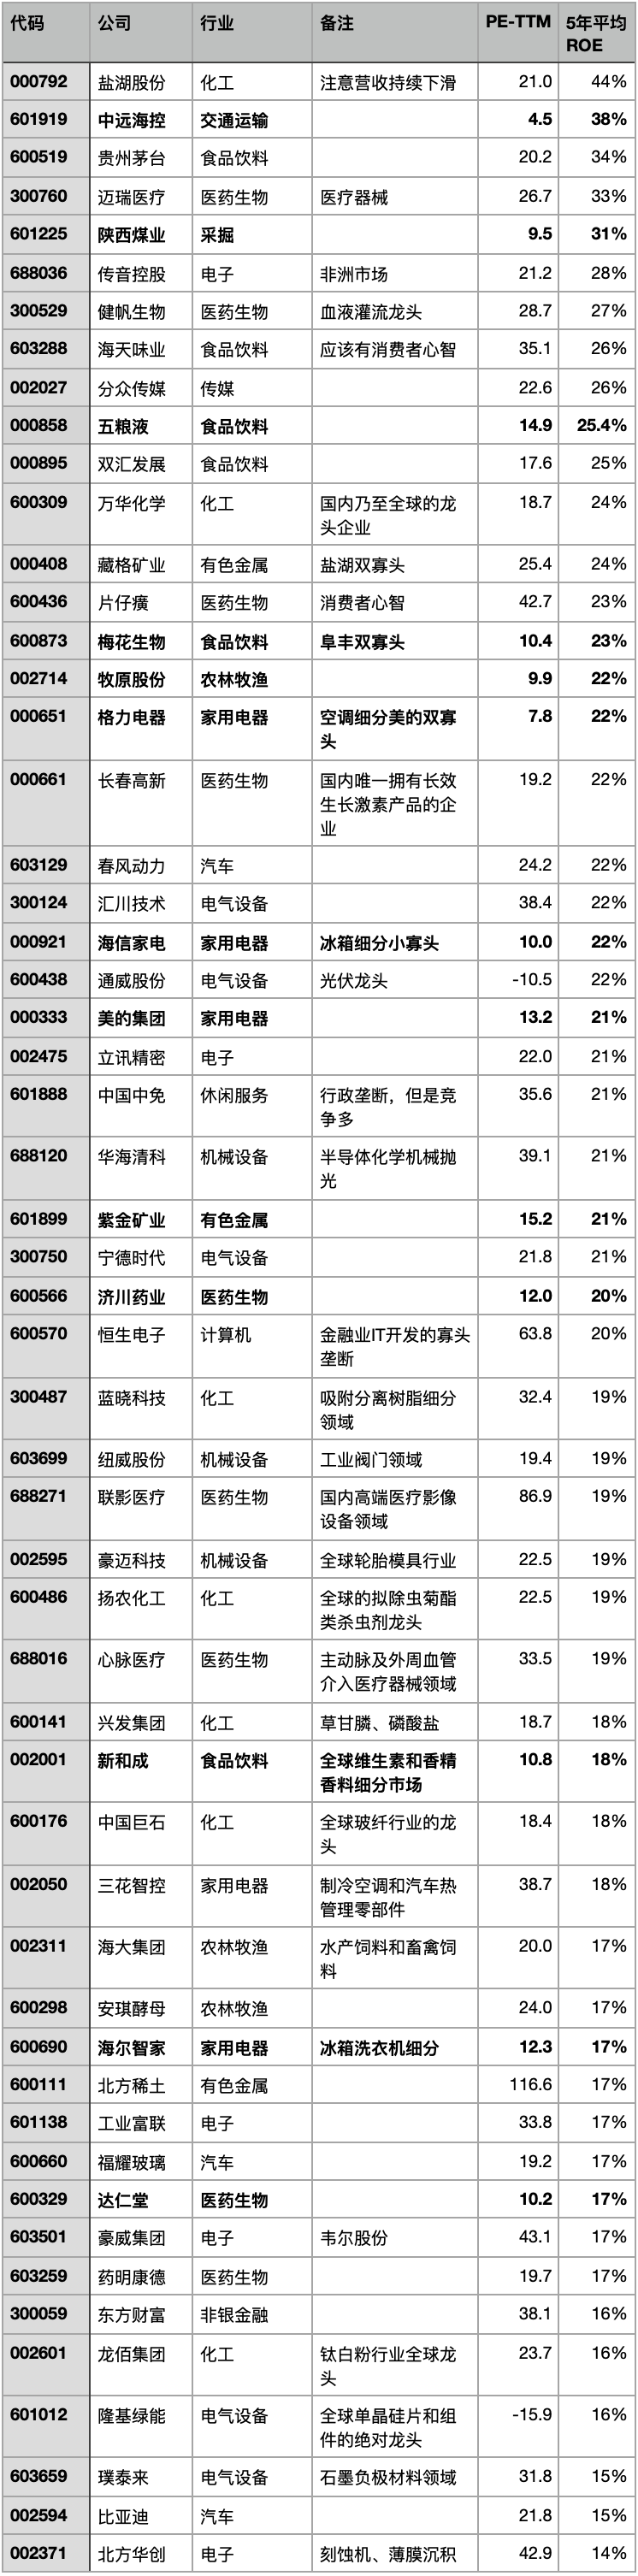 代码 公司 行业 备注 PE-TTM 5年平均
ROE
000792 盐湖股份 化工 注意营收持续下滑 21.0 44%
601919 中远海控 交通运输 4.5 38%
600519 贵州茅台 食品饮料 20.2 34%
300760 迈瑞医疗 医药生物 医疗器械 26.7 33%
601225 陕西煤业 采掘 9.5 31%
688036 传音控股 电子 非洲市场 21.2 28%
300529 健帆生物 医药生物 血液灌流龙头 28.7 27%
603288 海天味业 食品饮料 应该有消费者心智 35.1 26%
002027 分众传媒 传媒 22.6 26%
000858 五粮液 食品饮料 14.9 25.4%
000895 双汇发展 食品饮料 17.6 25%
600309 万华化学 化工 国内乃至全球的龙 18.7 24%
头企业
000408 藏格矿业 有色金属 盐湖双寡头 25.4 24%
600436 片仔癀 医药生物 消费者心智 42.7 23%
600873 梅花生物 食品饮料 阜丰双寡头 10.4 23%
002714 牧原股份 农林牧渔 9.9 22%
000651 格力电器 家用电器 空调细分美的双寡 7.8 22%
头
000661 长春高新 医药生物 国内唯一拥有长效 19.2 22%
生长激素产品的企
业
603129 春风动力 汽车 24.2 22%
300124 汇川技术 电气设备 38.4 22%
000921 海信家电 家用电器 冰箱细分小寡头 10.0 22%
600438 通威股份 电气设备 光伏龙头 -10.5 22%
000333 美的集团 家用电器 13.2 21%
002475 立讯精密 电子 22.0 21%
601888 中国中免 休闲服务 行政垄断，但是竞 35.6 21%
争多
688120 华海清科 机械设备 半导体化学机械抛 39.1 21%
光
601899 紫金矿业 有色金属 15.2 21%
300750 宁德时代 电气设备 21.8 21%
600566 济川药业 医药生物 12.0 20%
600570 恒生电子 计算机 金融业IT开发的寡头 63.8 20%
垄断
300487 蓝晓科技 化工 吸附分离树脂细分 32.4 19%
领域
603699 纽威股份 机械设备 工业阀门领域 19.4 19%
688271 联影医疗 医药生物 国内高端医疗影像 86.9 19%
设备领域
002595 豪迈科技 机械设备 全球轮胎模具行业 22.5 19%
600486 扬农化工 化工 全球的拟除虫菊酯 22.5 19%
类杀虫剂龙头
688016 心脉医疗 医药生物 主动脉及外周血管 33.5 19%
介入医疗器械领域
600141 兴发集团 化工 草甘膦、磷酸盐 18.7 18%
002001 新和成 食品饮料 全球维生素和香精 10.8 18%
香料细分市场
600176 中国巨石 化工 全球玻纤行业的龙 18.4 18%
头
002050 三花智控 家用电器 制冷空调和汽车热 38.7 18%
管理零部件
002311 海大集团 农林牧渔 水产饲料和畜禽饲 20.0 17%
料
600298 安琪酵母 农林牧渔 24.0 17%
600690 海尔智家 家用电器 冰箱洗衣机细分 12.3 17%
600111 北方稀土 有色金属 116.6 17%
601138 工业富联 电子 33.8 17%
600660 福耀玻璃 汽车 19.2 17%
600329 达仁堂 医药生物 10.2 17%
603501 豪威集团 电子 韦尔股份 43.1 17%
603259 药明康德 医药生物 19.7 17%
300059 东方财富 非银金融 38.1 16%
002601 龙佰集团 化工 钛白粉行业全球龙 23.7 16%
头
601012 隆基绿能 电气设备 全球单晶硅片和组 -15.9 16%
件的绝对龙头
603659 璞泰来 电气设备 石墨负极材料领域 31.8 15%
002594 比亚迪 汽车 21.8 15%
002371 北方华创 电子 刻蚀机、薄膜沉积 42.9 14%